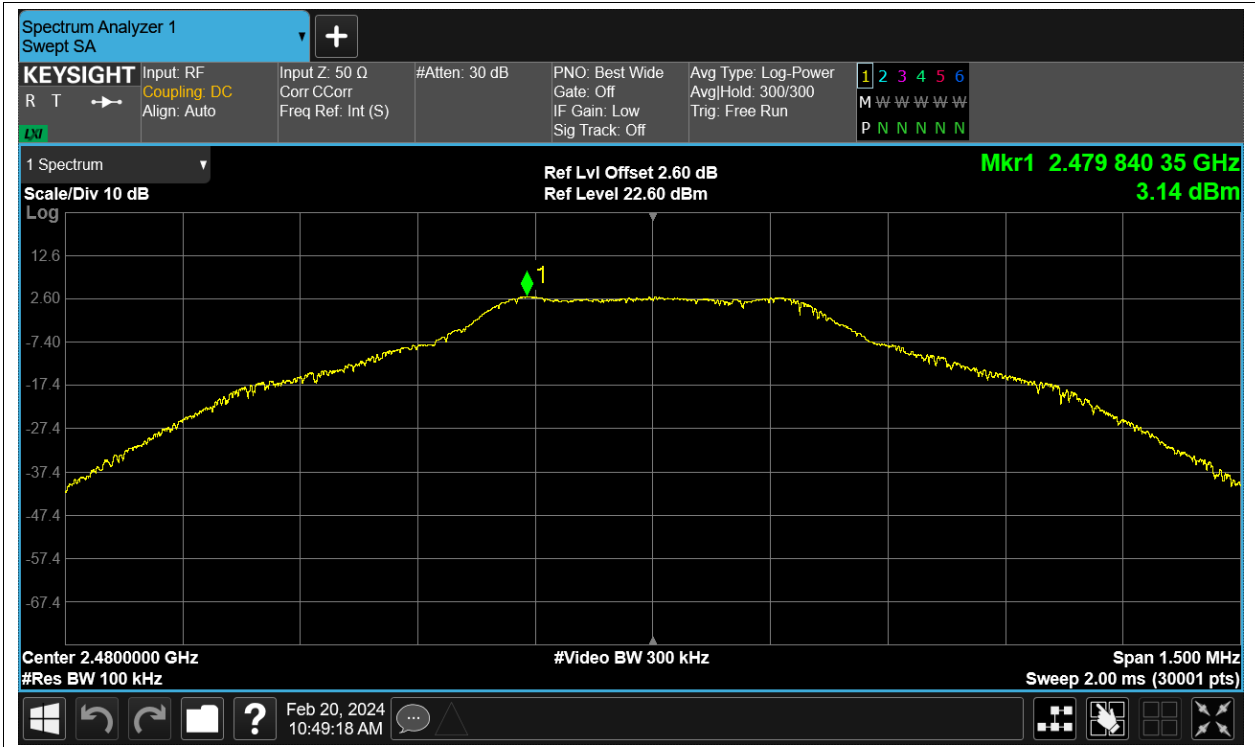 Spectrum Analyzer 1
Swept SA
+
KEYSIGHT
R T
LXI
Input: RF
Coupling: DC
Align: Auto
Input Z: 50 Ω
Corr CCorr
Freq Ref: Int (S)
#Atten: 30 dB
PNO: Best Wide
Gate: Off
IF Gain: Low
Sig Track: Off
Avg Type: Log-Power
Avg|Hold: 300/300
Trig: Free Run
1 2 3 4 5 6
M W W W W W
P N N N N N
1 Spectrum
Scale/Div 10 dB
Log
Ref Lvl Offset 2.60 dB
Ref Level 22.60 dBm
Mkr1 2.479 840 35 GHz
3.14 dBm
12.6
2.60
-7.40
-17.4
-27.4
-37.4
-47.4
-57.4
-67.4
1
Center 2.4800000 GHz
#Res BW 100 kHz
#Video BW 300 kHz
Span 1.500 MHz
Sweep 2.00 ms (30001 pts)
?
Feb 20, 2024
10:49:18 AM